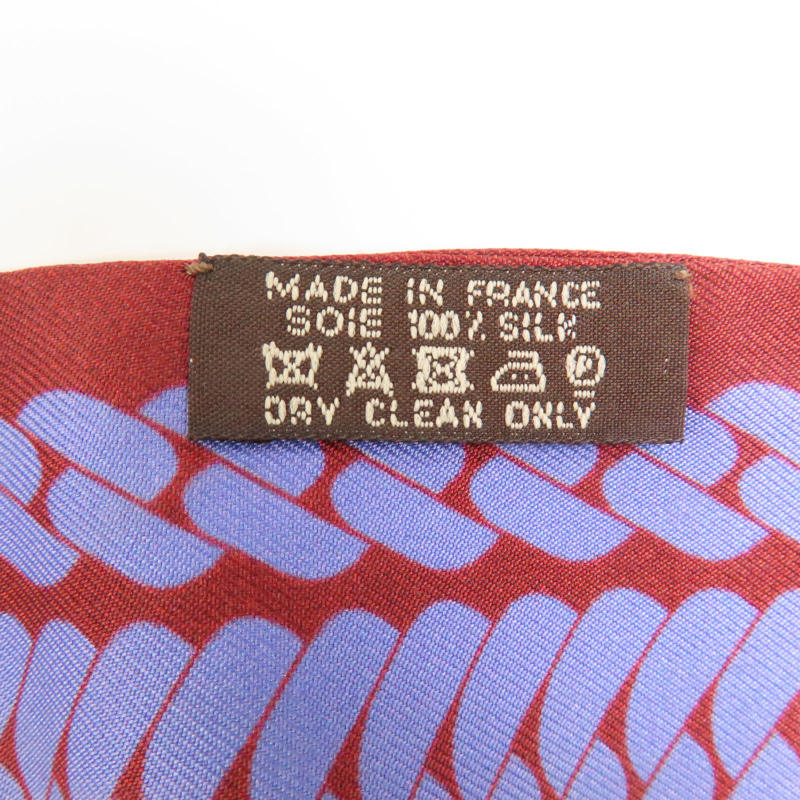 MADE IN FRANCE
SOIE 100% SILK
P
DRY CLEAN ONLY